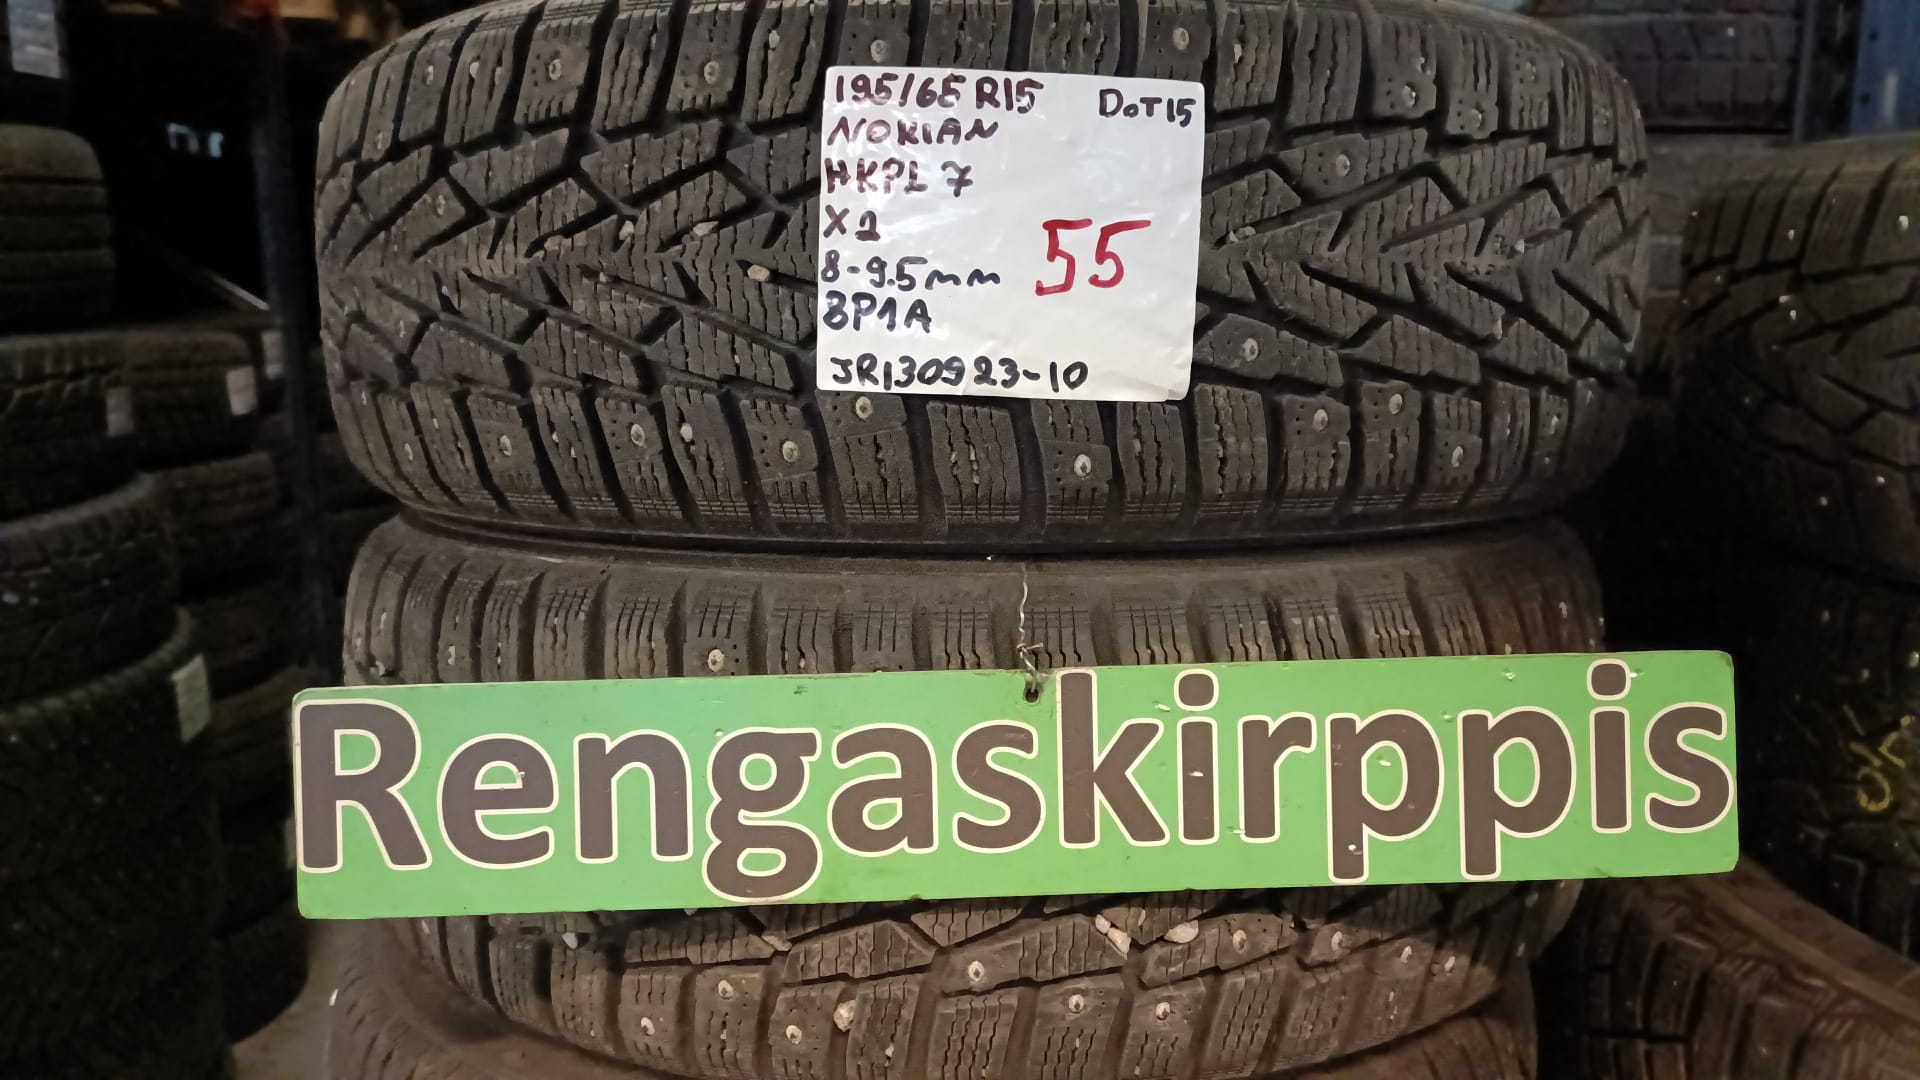 195/65 R15 DOT15
NOKIAN
HKPL 7
X2
8-9.5mm 55
8P1A
JR130923-10
Rengaskirppis